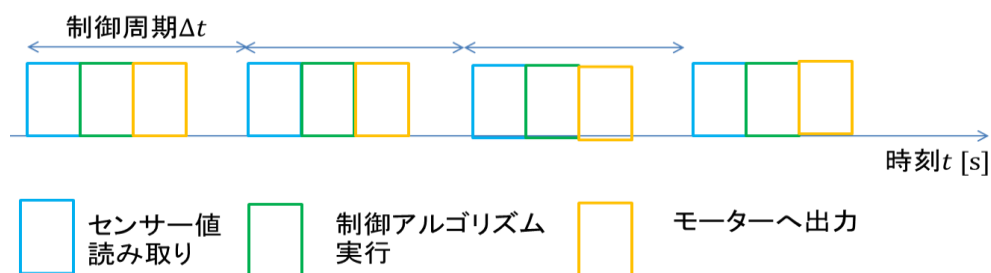 制御周期Δt
時刻t [s]
センサー値
読み取り
制御アルゴリズム
実行
モーターへ出力